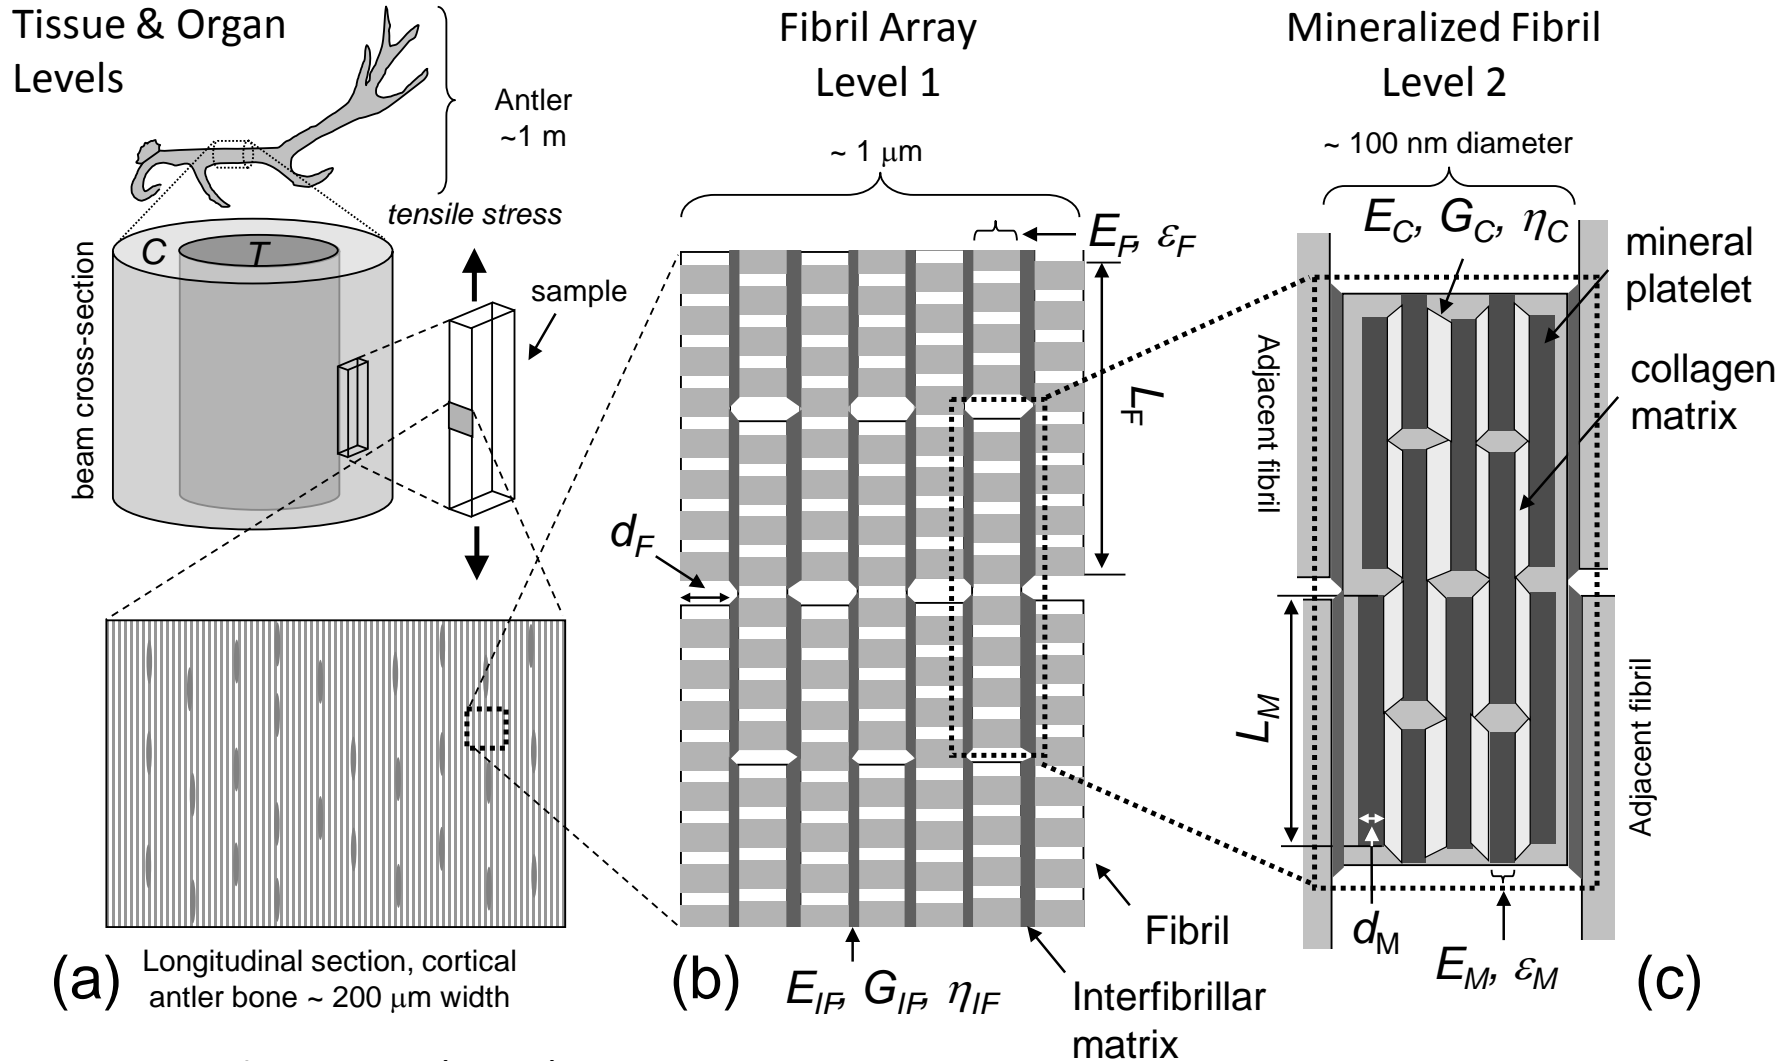 Tissue & Organ
Levels
Antler
~1 m
tensile stress
C
T
beam cross-section
sample
(a)
Longitudinal section, cortical
antler bone ~ 200 μm width
Fibril Array
Level 1
~ 1 μm
E_F, ε_F
L_F
d_F
(b)
E_IF, G_IF, η_IF
Fibril
Interfibrillar
matrix
Mineralized Fibril
Level 2
~ 100 nm diameter
E_C, G_C, η_C
mineral
platelet
collagen
matrix
Adjacent fibril
Adjacent fibril
L_M
d_M
E_M, ε_M
(c)